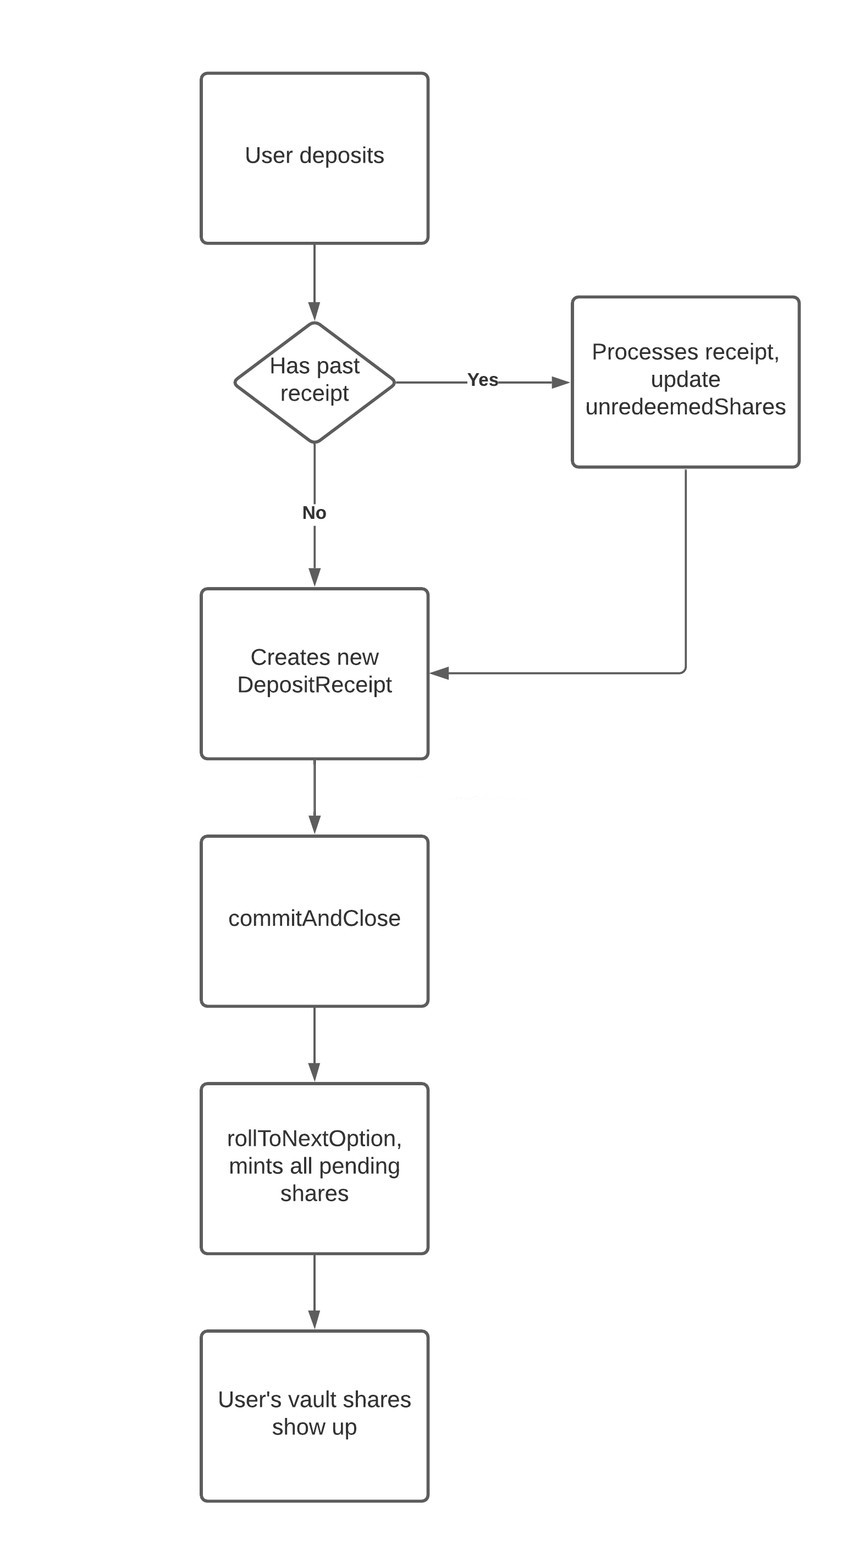 User deposits
Has past
receipt
Yes
Processes receipt,
update
unredeemedShares
No
Creates new
DepositReceipt
commitAndClose
rollToNextOption,
mints all pending
shares
User's vault shares
show up